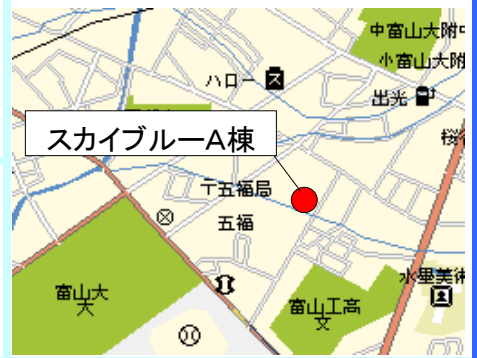 中富山大附中
小富山大附
ハロー
出光
桜
スカイブルーA棟
〒五福局
五福
水墨美術
富山大
大
富山工高
文